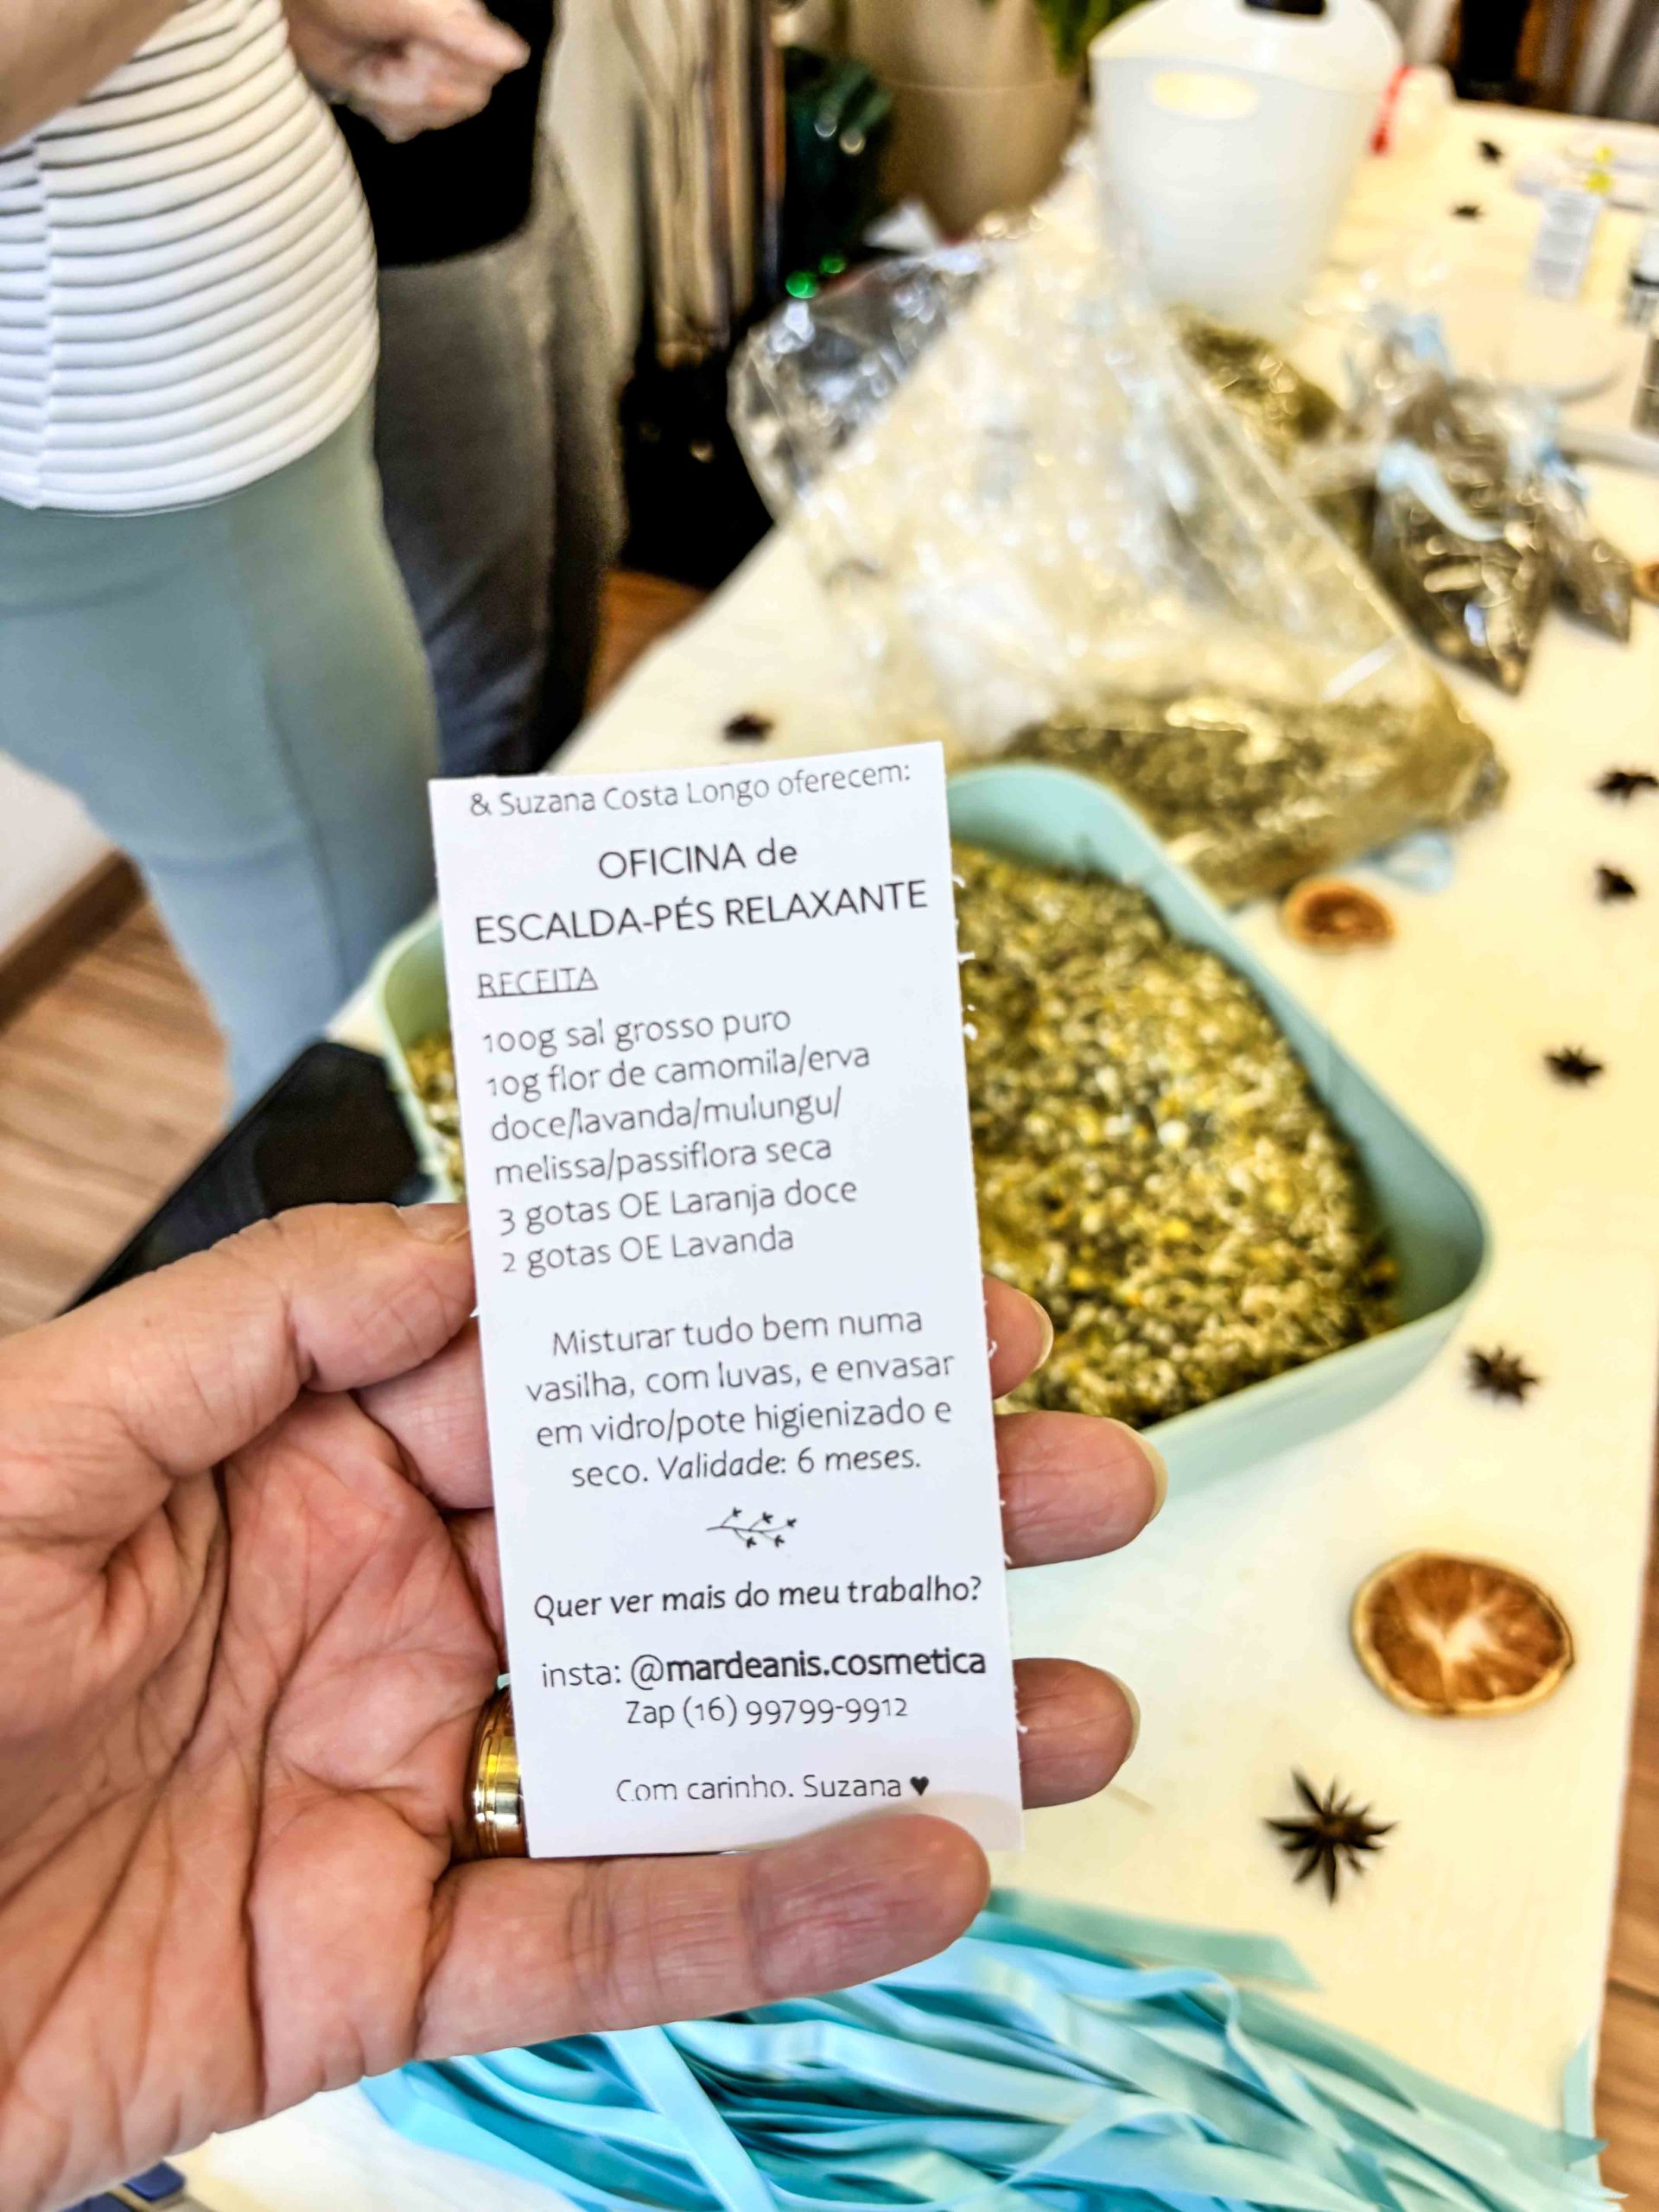 & Suzana Costa Longo oferecem:
OFICINA de
ESCALDA-PÉS RELAXANTE
RECEITA
100g sal grosso puro
10g flor de camomila/erva
doce/lavanda/mulungu/
melissa/passiflora seca
3 gotas OE Laranja doce
2 gotas OE Lavanda
Misturar tudo bem numa
vasilha, com luvas, e envasar
em vidro/pote higienizado e
seco. Validade: 6 meses.
Quer ver mais do meu trabalho?
insta: @mardeanis.cosmetica
Zap (16) 99799-9912
Com carinho. Suzana ♥